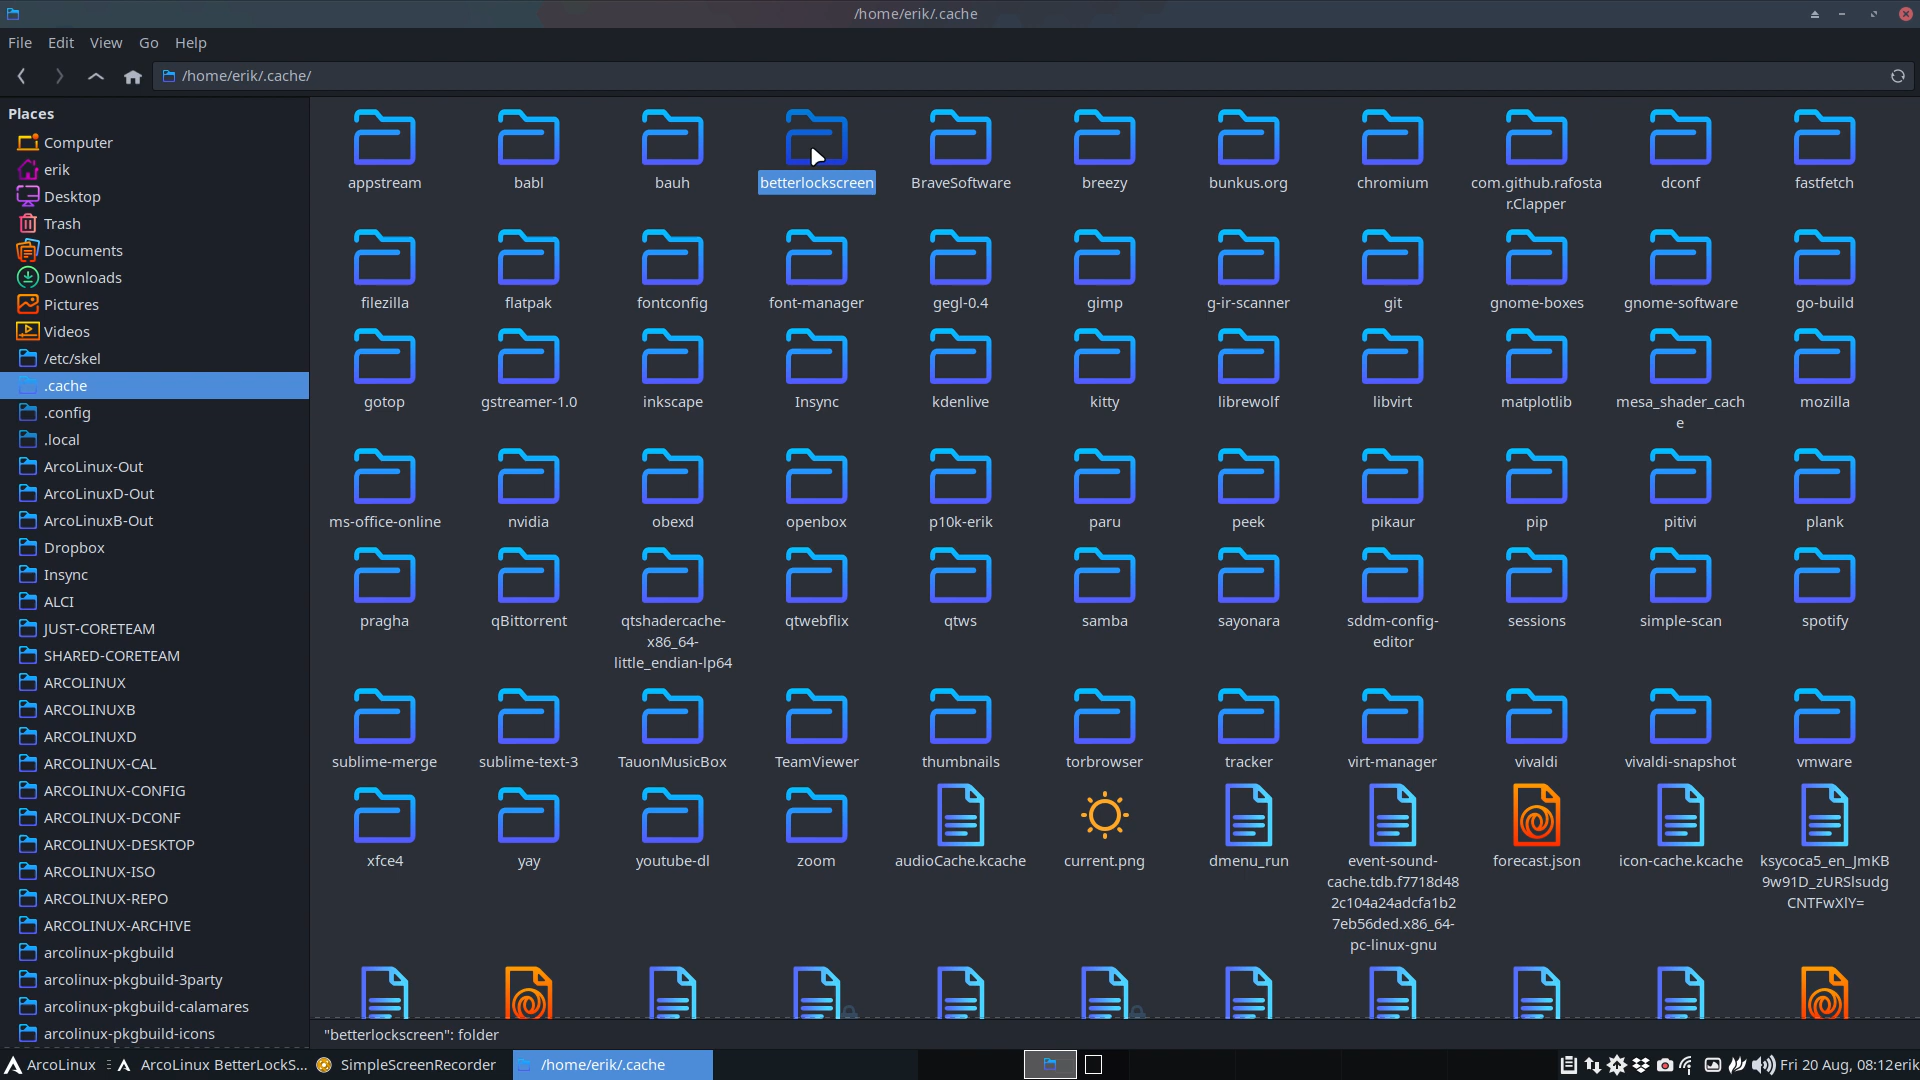 /home/erik/.cache
File Edit View Go Help
/home/erik/.cache/
Places
Computer
erik
Desktop
Trash
Documents
Downloads
Pictures
Videos
/etc/skel
.cache
.config
.local
ArcoLinux-Out
ArcoLinuxD-Out
ArcoLinuxB-Out
Dropbox
Insync
ALCI
JUST-CORETEAM
SHARED-CORETEAM
ARCOLINUX
ARCOLINUXB
ARCOLINUXD
ARCOLINUX-CAL
ARCOLINUX-CONFIG
ARCOLINUX-DCONF
ARCOLINUX-DESKTOP
ARCOLINUX-ISO
ARCOLINUX-REPO
ARCOLINUX-ARCHIVE
arcolinux-pkgbuild
arcolinux-pkgbuild-3party
arcolinux-pkgbuild-calamares
arcolinux-pkgbuild-icons
appstream babl bauh betterlockscreen BraveSoftware breezy bunkus.org chromium com.github.rafosta dconf fastfetch
r.Clapper
filezilla flatpak fontconfig font-manager gegl-0.4 gimp g-ir-scanner git gnome-boxes gnome-software go-build
gotop gstreamer-1.0 inkscape Insync kdenlive kitty librewolf libvirt matplotlib mesa_shader_cach mozilla
e
ms-office-online nvidia obexd openbox p10k-erik paru peek pikaur pip pitivi plank
pragha qBittorrent qtshadercache- qtwebflix qtws samba sayonara sddm-config- sessions simple-scan spotify
x86_64- editor
little_endian-lp64
sublime-merge sublime-text-3 TauonMusicBox TeamViewer thumbnails torbrowser tracker virt-manager vivaldi vivaldi-snapshot vmware
xfce4 yay youtube-dl zoom audioCache.kcache current.png dmenu_run event-sound- forecast.json icon-cache.kcache ksycoca5_en_JmKB
cache.tdb.f7718d48 9w91D_zURSlsudg
2c104a24adcfa1b2 CNTFwXlY=
7eb56ded.x86_64-
pc-linux-gnu
"betterlockscreen": folder
ArcoLinux ArcoLinux BetterLockS... SimpleScreenRecorder /home/erik/.cache Fri 20 Aug, 08:12 erik